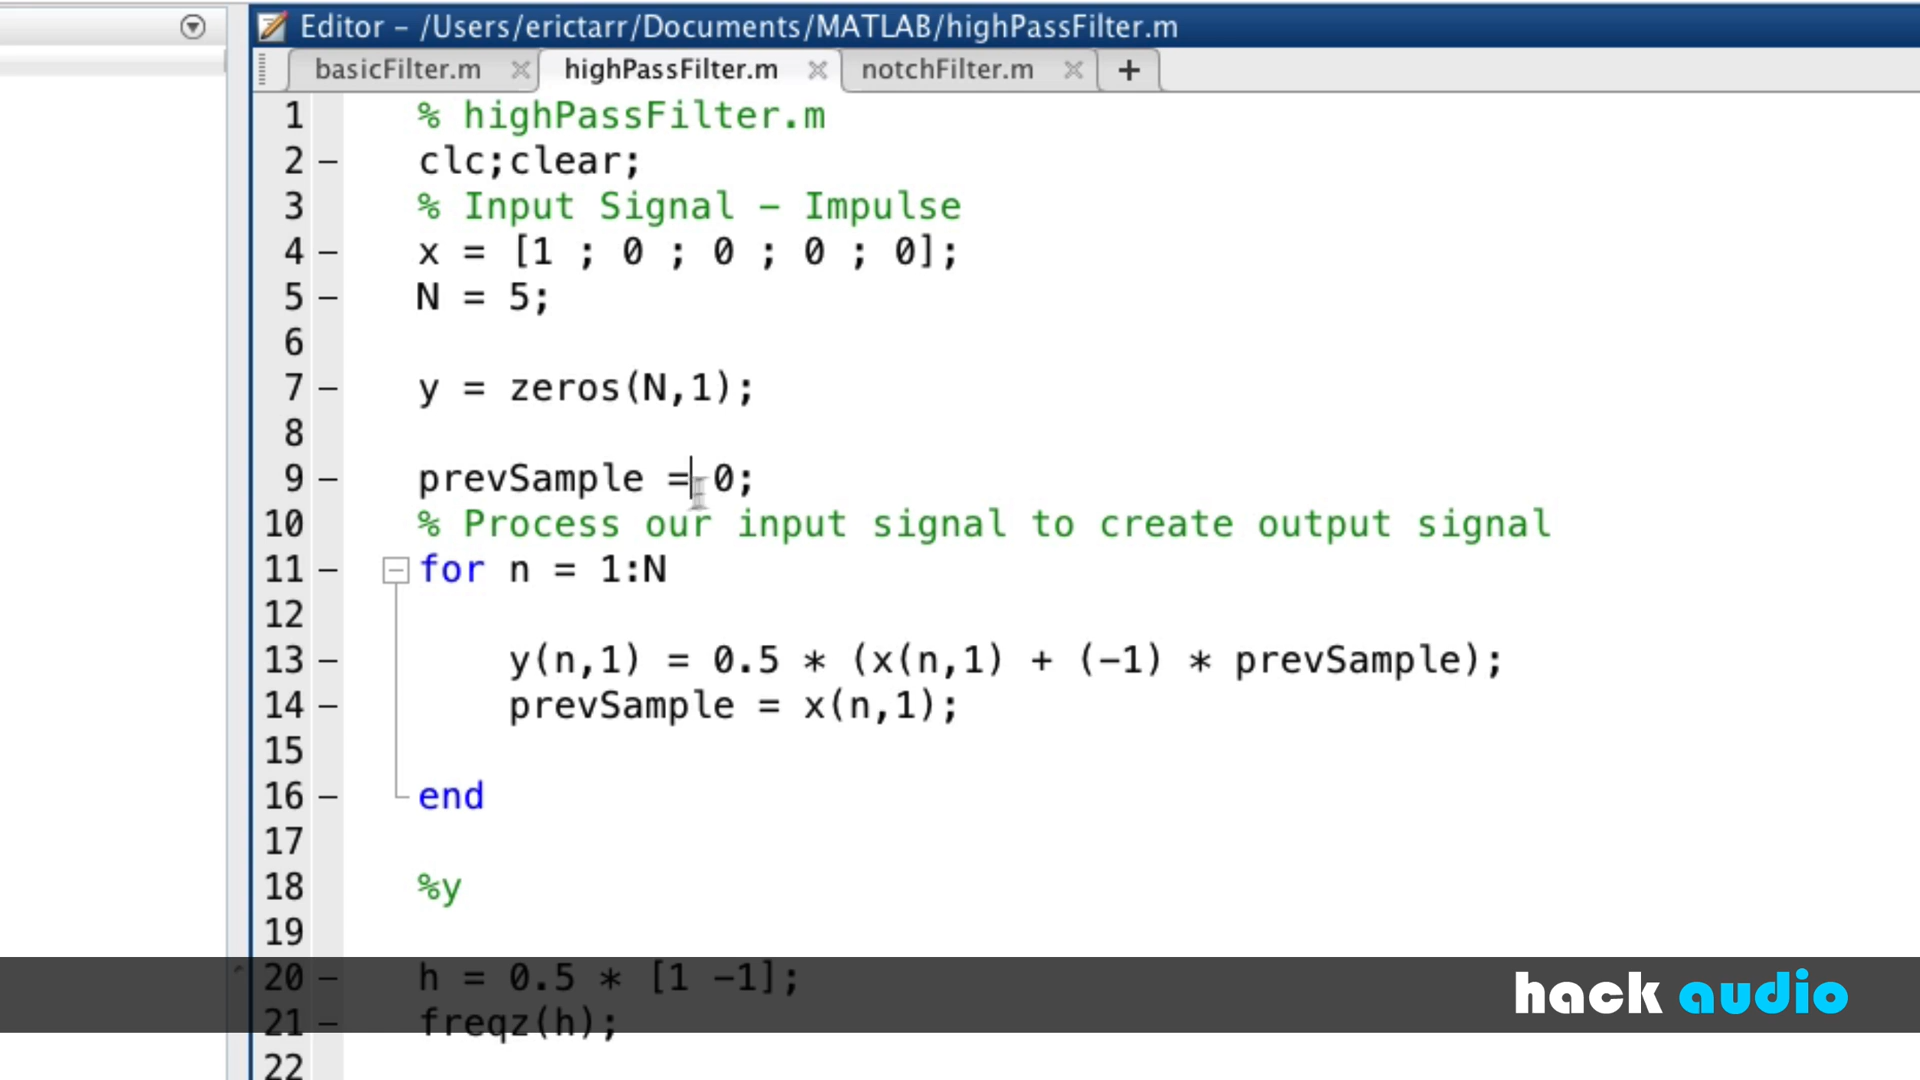 Editor – /Users/erictarr/Documents/MATLAB/highPassFilter.m
basicFilter.m × highPassFilter.m × notchFilter.m × +
1 % highPassFilter.m
2 – clc;clear;
3 % Input Signal – Impulse
4 – x = [1 ; 0 ; 0 ; 0 ; 0];
5 – N = 5;
6
7 – y = zeros(N,1);
8
9 – prevSample = 0;
10 % Process our input signal to create output signal
11 – for n = 1:N
12
13 – y(n,1) = 0.5 * (x(n,1) + (–1) * prevSample);
14 – prevSample = x(n,1);
15
16 – end
17
18 %y
19
20 – h = 0.5 * [1 –1];
21 – freqz(h);
22
hack audio